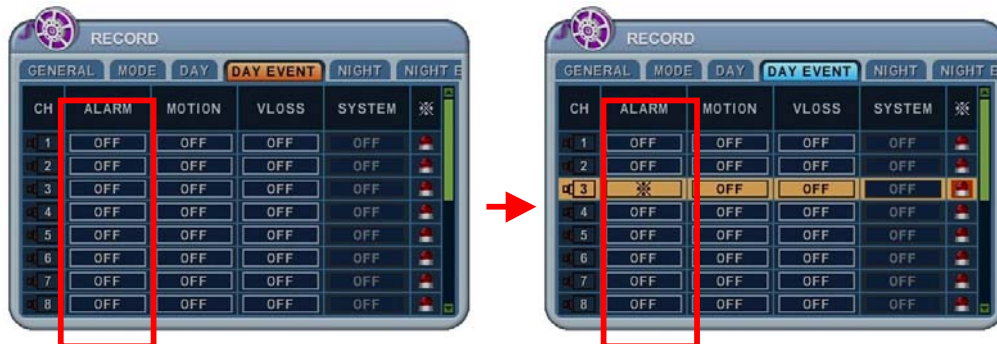 RECORD
GENERAL MODE DAY DAY EVENT NIGHT NIGHT E
CH ALARM MOTION VLOSS SYSTEM ※
1 OFF OFF OFF OFF
2 OFF OFF OFF OFF
3 OFF OFF OFF OFF
4 OFF OFF OFF OFF
5 OFF OFF OFF OFF
6 OFF OFF OFF OFF
7 OFF OFF OFF OFF
8 OFF OFF OFF OFF
RECORD
GENERAL MODE DAY DAY EVENT NIGHT NIGHT E
CH ALARM MOTION VLOSS SYSTEM ※
1 OFF OFF OFF OFF
2 OFF OFF OFF OFF
3 ※ OFF OFF OFF
4 OFF OFF OFF OFF
5 OFF OFF OFF OFF
6 OFF OFF OFF OFF
7 OFF OFF OFF OFF
8 OFF OFF OFF OFF